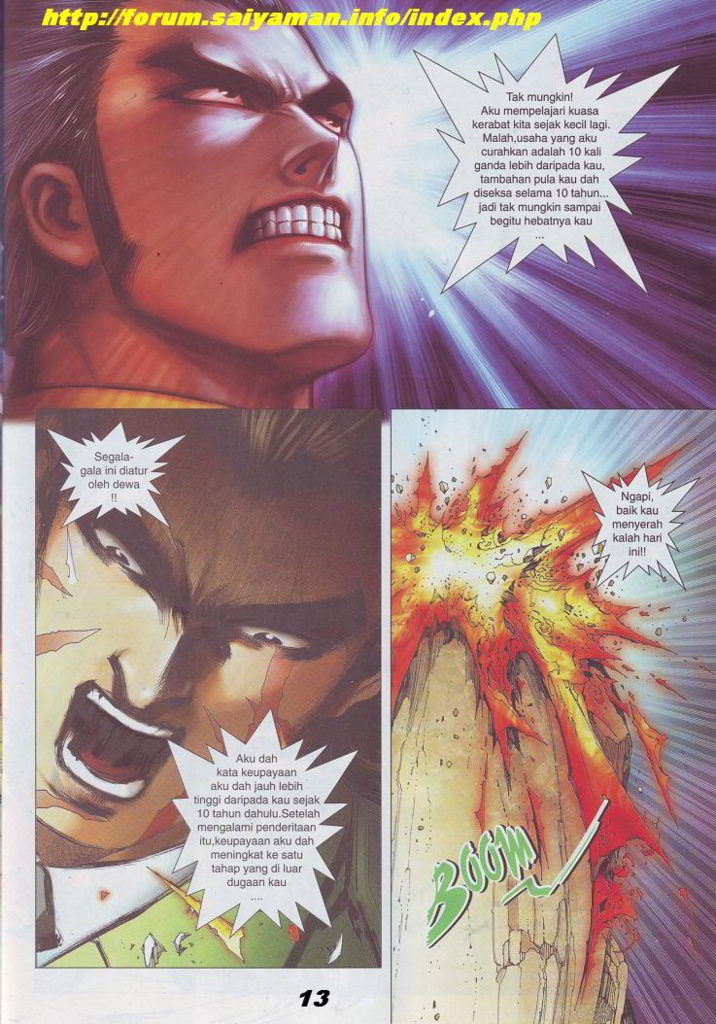 http://forum.saiyaman.info/index.php
Tak mungkin!
Aku mempelajari kuasa
kerabat kita sejak kecil lagi.
Malah,usaha yang aku
curahkan adalah 10 kali
ganda lebih daripada kau,
tambahan pula kau dah
diseksa selama 10 tahun...
jadi tak mungkin sampai
begitu hebatnya kau
...
Segala-
gala ini diatur
oleh dewa
!!
Aku dah
kata keupayaan
aku dah jauh lebih
tinggi daripada kau sejak
10 tahun dahulu.Setelah
mengalami penderitaan
itu,keupayaan aku dah
meningkat ke satu
tahap yang di luar
dugaan kau
....
Ngapi,
baik kau
menyerah
kalah hari
ini!!
BOOM
13